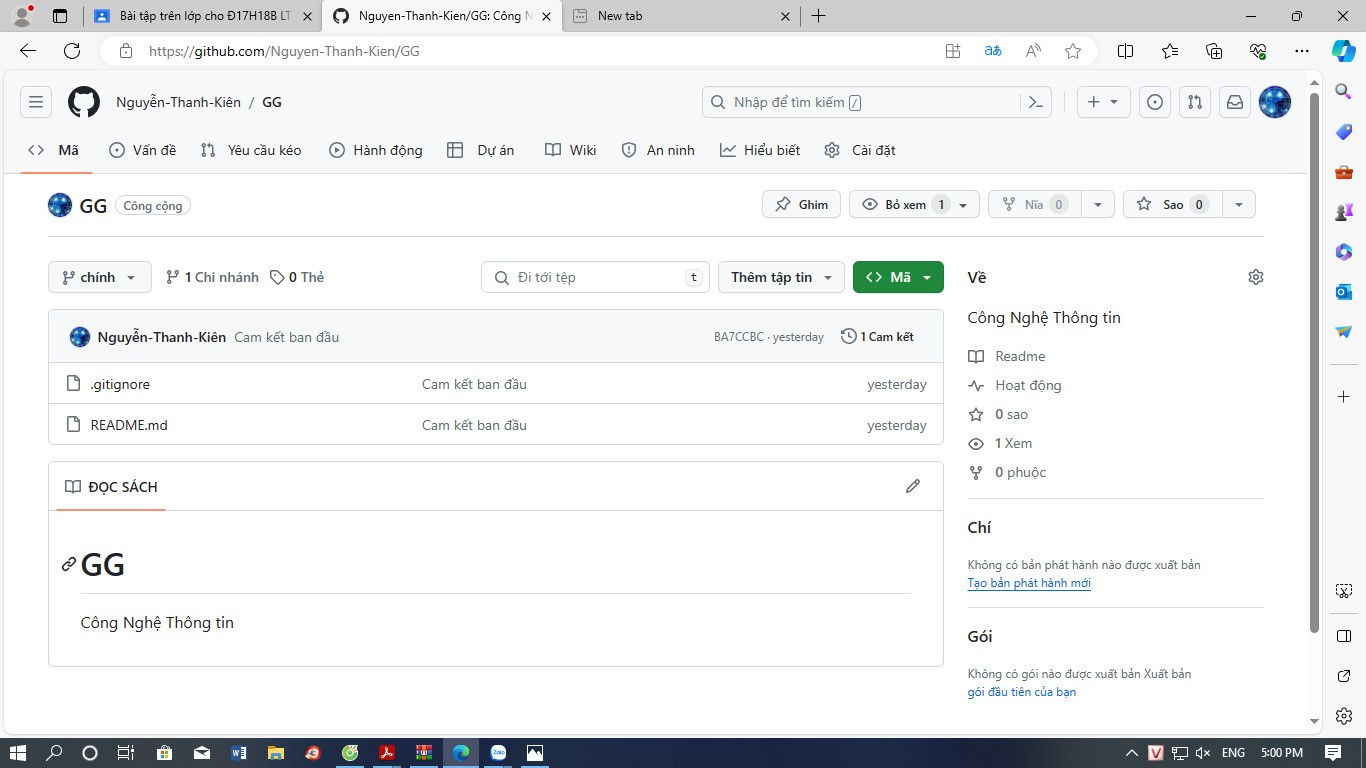 Bài tập trên lớp cho Đ17H18B LT
Nguyen-Thanh-Kien/GG: Công N
New tab
https://github.com/Nguyen-Thanh-Kien/GG
aあ
A
Nguyễn-Thanh-Kiên / GG
Nhập để tìm kiếm /
Mã
Vấn đề
Yêu cầu kéo
Hành động
Dự án
Wiki
An ninh
Hiểu biết
Cài đặt
GG Công cộng
Ghim
Bỏ xem 1
Nĩa 0
Sao 0
chính
1 Chi nhánh
0 Thẻ
Đi tới tệp t
Thêm tập tin
Mã
Nguyễn-Thanh-Kiên Cam kết ban đầu
BA7CCBC · yesterday
1 Cam kết
.gitignore Cam kết ban đầu yesterday
README.md Cam kết ban đầu yesterday
ĐỌC SÁCH
GG
Công Nghệ Thông tin
Về
Công Nghệ Thông tin
Readme
Hoạt động
0 sao
1 Xem
0 phuộc
Chí
Không có bản phát hành nào được xuất bản
Tạo bản phát hành mới
Gói
Không có gói nào được xuất bản Xuất bản
gói đầu tiên của bạn
Zalo
V
ENG
5:00 PM